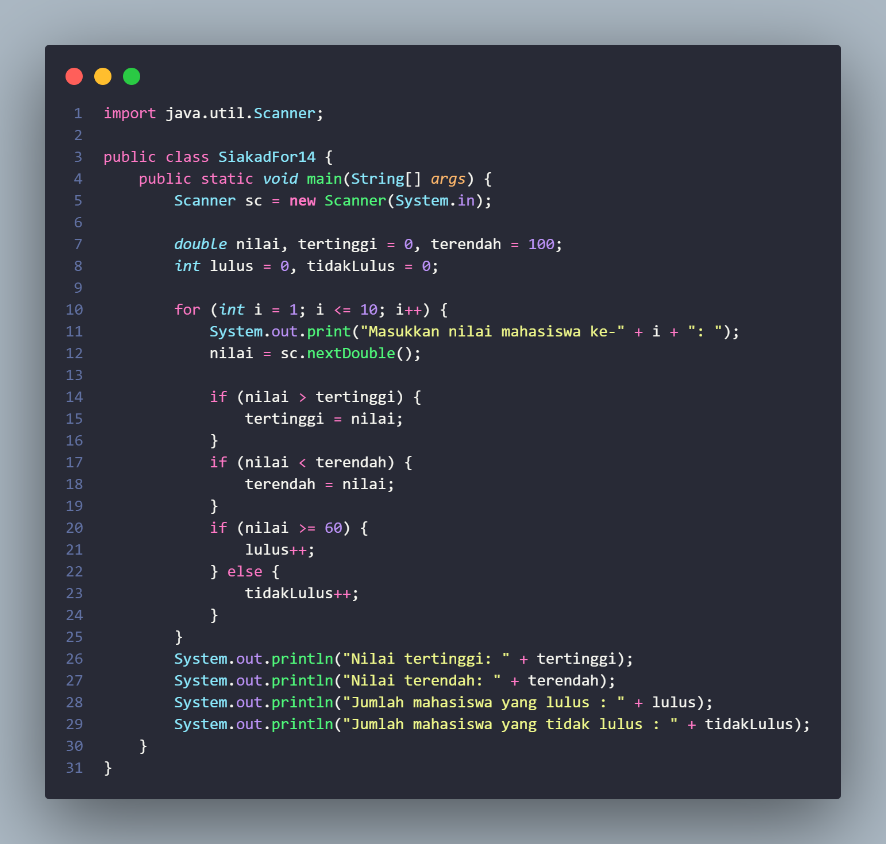 1 import java.util.Scanner;
2
3 public class SiakadFor14 {
4     public static void main(String[] args) {
5         Scanner sc = new Scanner(System.in);
6
7         double nilai, tertinggi = 0, terendah = 100;
8         int lulus = 0, tidakLulus = 0;
9
10         for (int i = 1; i <= 10; i++) {
11             System.out.print("Masukkan nilai mahasiswa ke-" + i + ": ");
12             nilai = sc.nextDouble();
13
14             if (nilai > tertinggi) {
15                 tertinggi = nilai;
16             }
17             if (nilai < terendah) {
18                 terendah = nilai;
19             }
20             if (nilai >= 60) {
21                 lulus++;
22             } else {
23                 tidakLulus++;
24             }
25         }
26         System.out.println("Nilai tertinggi: " + tertinggi);
27         System.out.println("Nilai terendah: " + terendah);
28         System.out.println("Jumlah mahasiswa yang lulus : " + lulus);
29         System.out.println("Jumlah mahasiswa yang tidak lulus : " + tidakLulus);
30     }
31 }